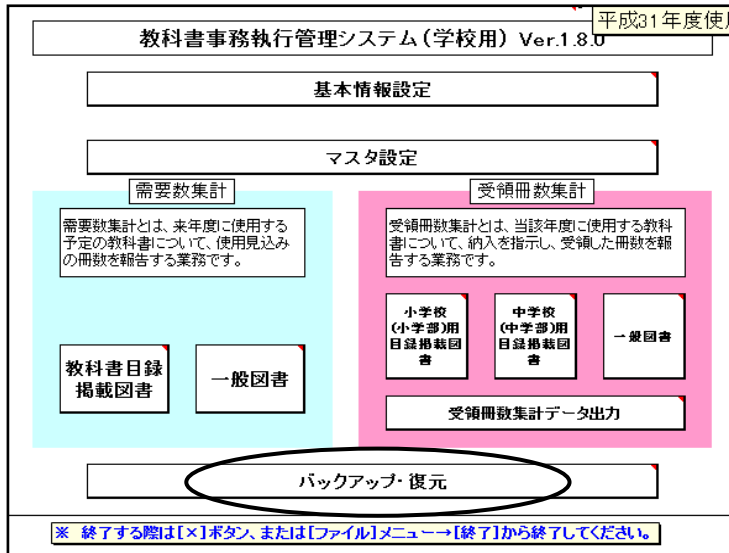 平成31年度使
教科書事務執行管理システム(学校用) Ver.1.8.0
基本情報設定
マスタ設定
需要数集計
需要数集計とは、来年度に使用する
予定の教科書について、使用見込み
の冊数を報告する業務です。
教科書目録
掲載図書
一般図書
受領冊数集計
受領冊数集計とは、当該年度に使用する教科
書について、納入を指示し、受領した冊数を報
告する業務です。
小学校
(小学部)用
目録掲載図
書
中学校
(中学部)用
目録掲載図
書
一般図書
受領冊数集計データ出力
バックアップ・復元
※ 終了する際は[×]ボタン、または[ファイル]メニュー→[終了]から終了してください。